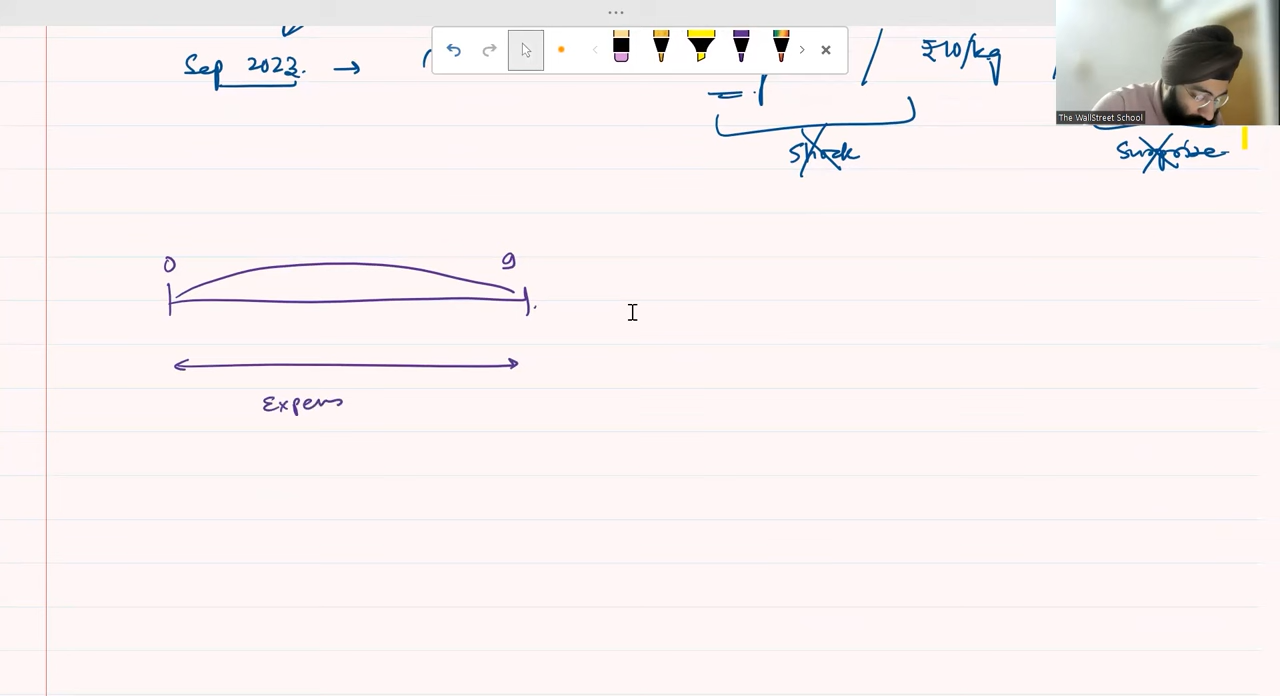 Sep 2023. → ₹10/kg
The WallStreet School
Shock Surprise
0 9
Expens